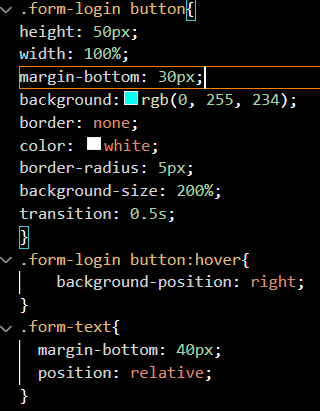 .form-login button{
height: 50px;
width: 100%;
margin-bottom: 30px;
background: rgb(0, 255, 234);
border: none;
color: white;
border-radius: 5px;
background-size: 200%;
transition: 0.5s;
}
.form-login button:hover{
background-position: right;
}
.form-text{
margin-bottom: 40px;
position: relative;
}